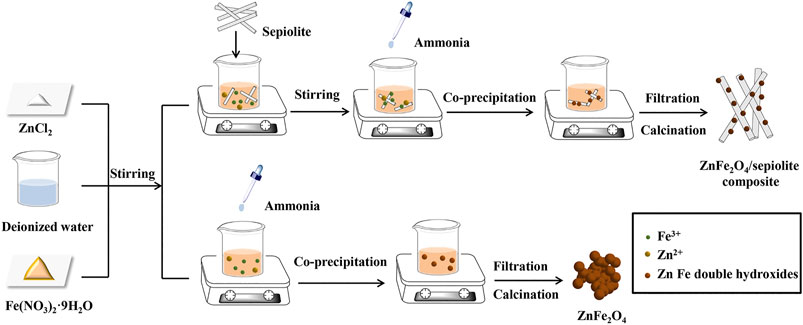 Sepiolite
Ammonia
ZnCl₂
Stirring
Co-precipitation
Filtration
Calcination
ZnFe₂O₄/sepiolite
composite
Stirring
Deionized water
Ammonia
Fe(NO₃)₂·9H₂O
Co-precipitation
Filtration
Calcination
ZnFe₂O₄
Fe³⁺
Zn²⁺
Zn Fe double hydroxides